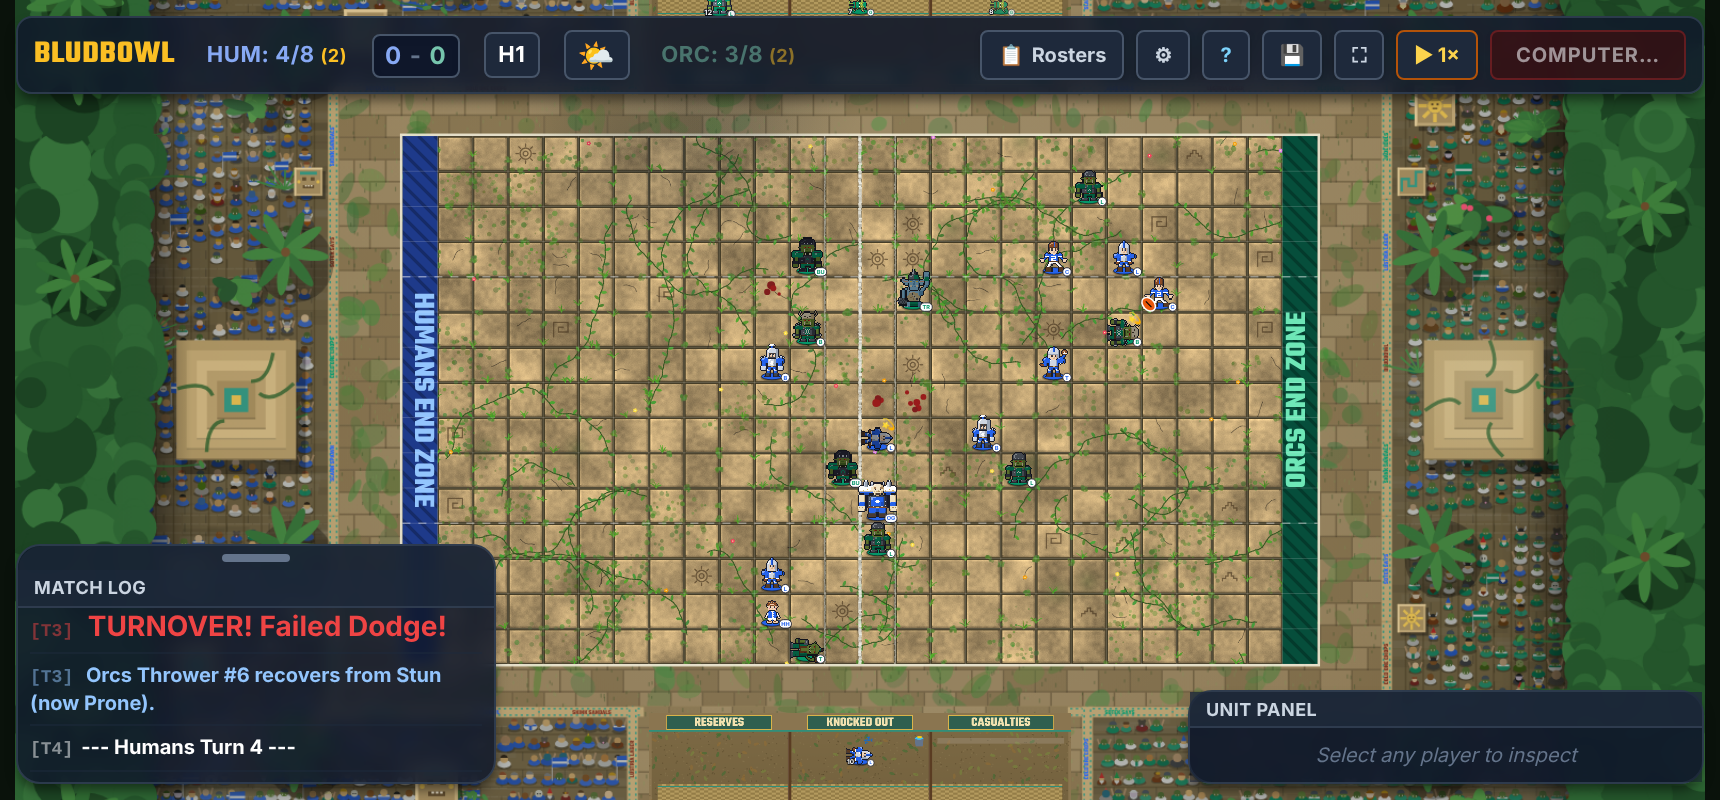 BLUDBOWL
HUM: 4/8 (2)
0 - 0
H1
ORC: 3/8 (2)
Rosters
?
1×
COMPUTER...
HUMANS END ZONE
ORCS END ZONE
MATCH LOG
[T3] TURNOVER! Failed Dodge!
[T3] Orcs Thrower #6 recovers from Stun
(now Prone).
[T4] --- Humans Turn 4 ---
RESERVES
KNOCKED OUT
CASUALTIES
10
UNIT PANEL
Select any player to inspect